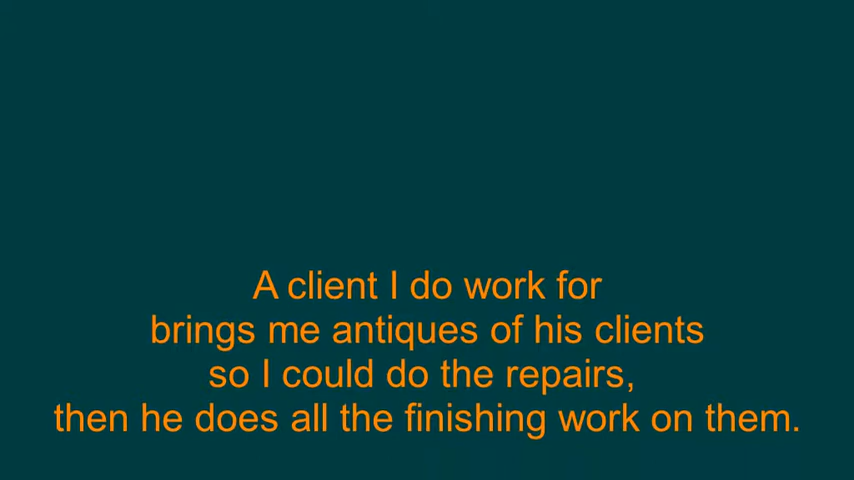 A client I do work for
brings me antiques of his clients
so I could do the repairs,
then he does all the finishing work on them.